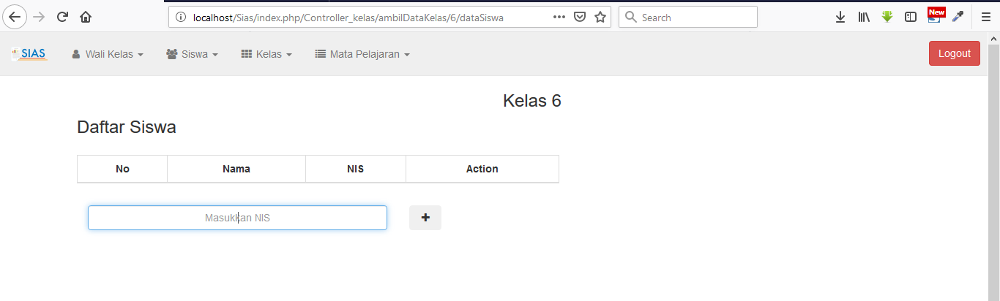 localhost/Sias/index.php/Controller_kelas/ambilDataKelas/6/dataSiswa
Search
New
SIAS
Wali Kelas
Siswa
Kelas
Mata Pelajaran
Logout
Kelas 6
Daftar Siswa
No Nama NIS Action
Masukkan NIS